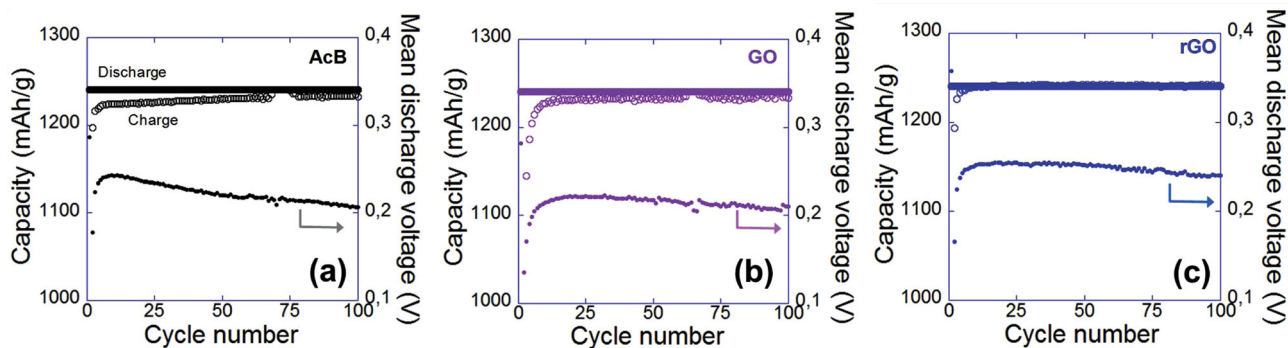 1300
1200
1100
1000
Capacity (mAh/g)
Discharge
Charge
AcB
(a)
0,4
0,3
0,2
0,1
Mean discharge voltage (V)
0
25
50
75
100
Cycle number
1300
1200
1100
1000
Capacity (mAh/g)
GO
(b)
0,4
0,3
0,2
0,1
Mean discharge voltage (V)
0
25
50
75
100
Cycle number
1300
1200
1100
1000
Capacity (mAh/g)
rGO
(c)
0,4
0,3
0,2
0,1
Mean discharge voltage (V)
0
25
50
75
100
Cycle number